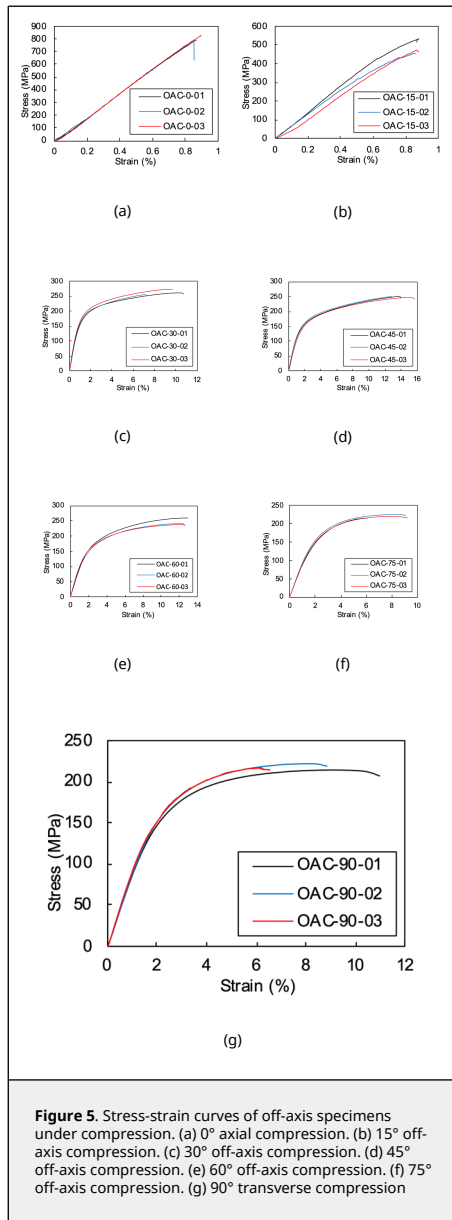 900
800
700
600
500
400
300
200
100
0
Stress (MPa)
0 0.2 0.4 0.6 0.8 1
Strain (%)
OAC-0-01
OAC-0-02
OAC-0-03
(a)
600
500
400
300
200
100
0
Stress (MPa)
0 0.2 0.4 0.6 0.8 1
Strain (%)
OAC-15-01
OAC-15-02
OAC-15-03
(b)
300
250
200
150
100
50
0
Stress (MPa)
0 2 4 6 8 10 12
Strain (%)
OAC-30-01
OAC-30-02
OAC-30-03
(c)
300
250
200
150
100
50
0
Stress (MPa)
0 2 4 6 8 10 12 14 16
Strain (%)
OAC-45-01
OAC-45-02
OAC-45-03
(d)
300
250
200
150
100
50
0
Stress (MPa)
0 2 4 6 8 10 12 14
Strain (%)
OAC-60-01
OAC-60-02
OAC-60-03
(e)
250
200
150
100
50
0
Stress (MPa)
0 2 4 6 8 10
Strain (%)
OAC-75-01
OAC-75-02
OAC-75-03
(f)
250
200
150
100
50
0
Stress (MPa)
0 2 4 6 8 10 12
Strain (%)
OAC-90-01
OAC-90-02
OAC-90-03
(g)
Figure 5. Stress-strain curves of off-axis specimens
under compression. (a) 0° axial compression. (b) 15° off-
axis compression. (c) 30° off-axis compression. (d) 45°
off-axis compression. (e) 60° off-axis compression. (f) 75°
off-axis compression. (g) 90° transverse compression